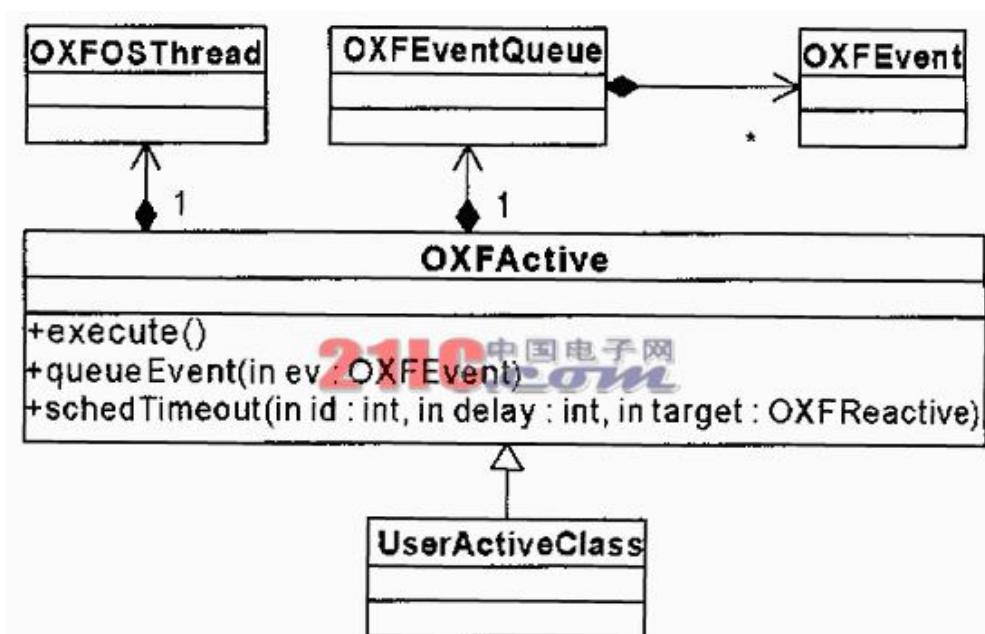 OXFOSThread
OXFEventQueue
OXFEvent
*
1
1
OXFActive
+execute()
+queueEvent(in ev : OXFEvent)
+schedTimeout(in id : int, in delay : int, in target : OXFReactive)
21IC中国电子网
.com
UserActiveClass